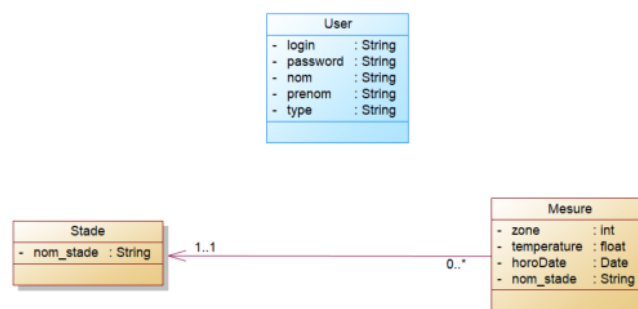 User
- login : String
- password : String
- nom : String
- prenom : String
- type : String
Stade
- nom_stade : String
1..1
0..*
Mesure
- zone : int
- temperature : float
- horoDate : Date
- nom_stade : String